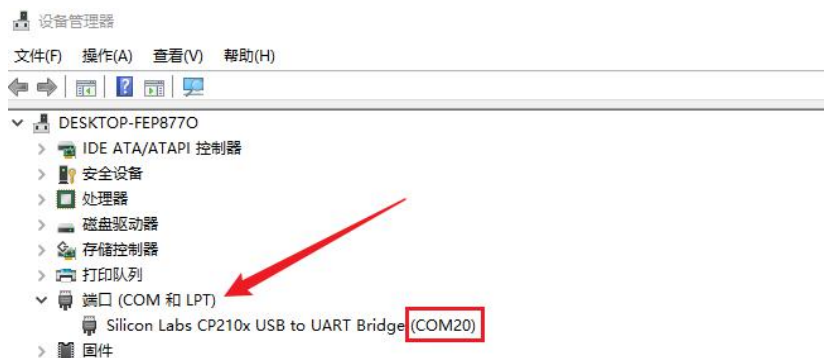 设备管理器
文件(F) 操作(A) 查看(V) 帮助(H)
DESKTOP-FEP877O
IDE ATA/ATAPI 控制器
安全设备
处理器
磁盘驱动器
存储控制器
打印队列
端口 (COM 和 LPT)
Silicon Labs CP210x USB to UART Bridge (COM20)
固件